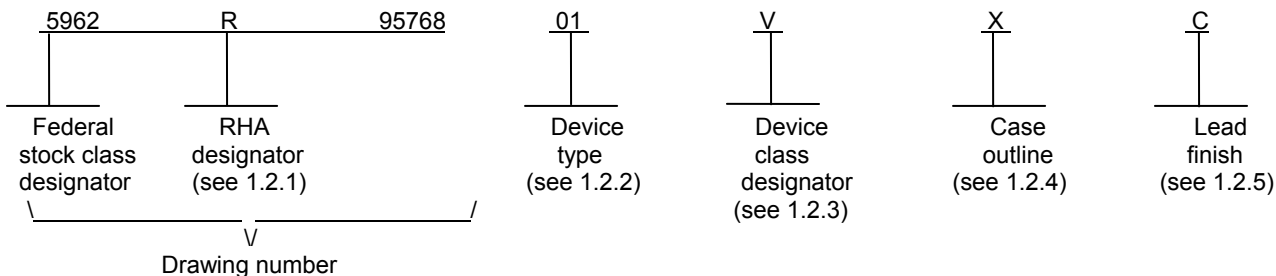 5962 R 95768 01 V X C
Federal RHA Device Device Case Lead
stock class designator type class outline finish
designator (see 1.2.1) (see 1.2.2) designator (see 1.2.4) (see 1.2.5)
(see 1.2.3)
Drawing number